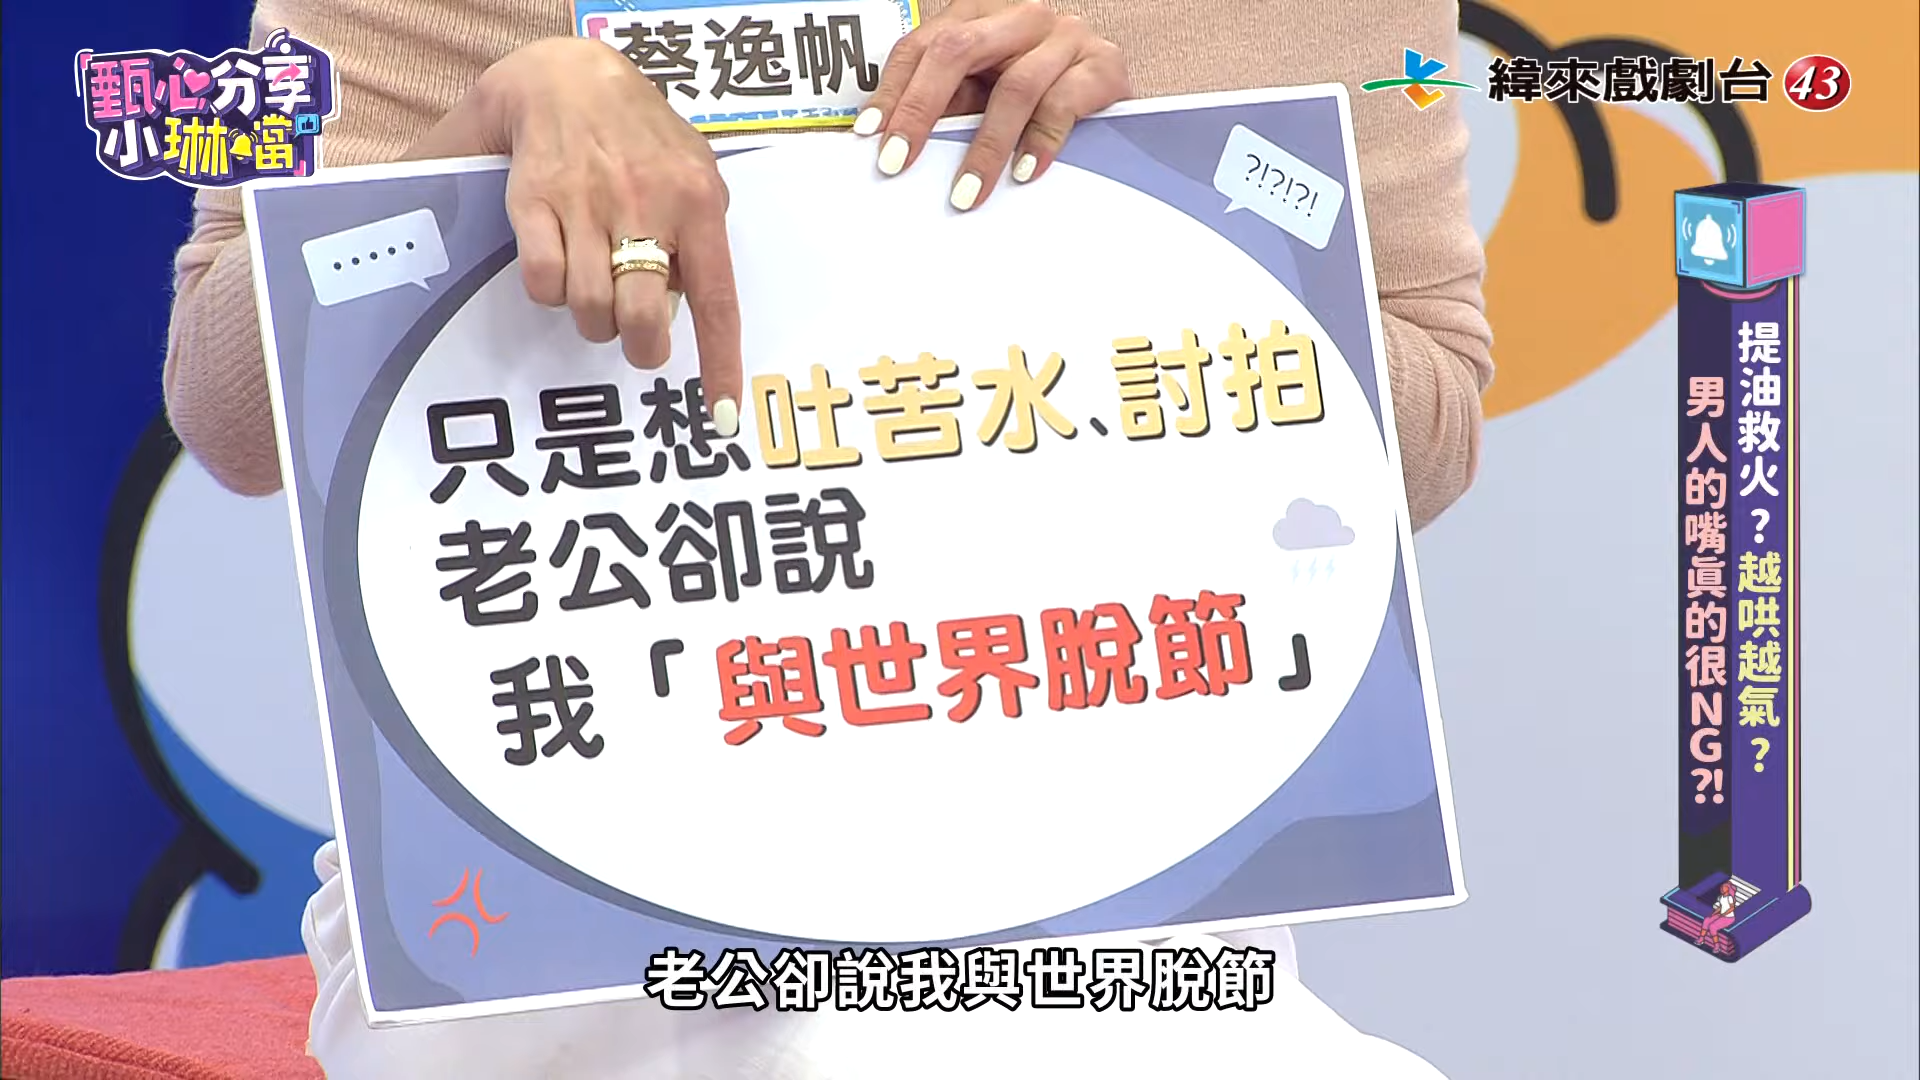 甄心分享
小琳噹
蔡逸帆
緯來戲劇台 43
?!?!?!
只是想吐苦水、討拍
老公卻說
我「與世界脫節」
提油救火？越哄越氣？
男人的嘴真的很NG?!
老公卻說我與世界脫節